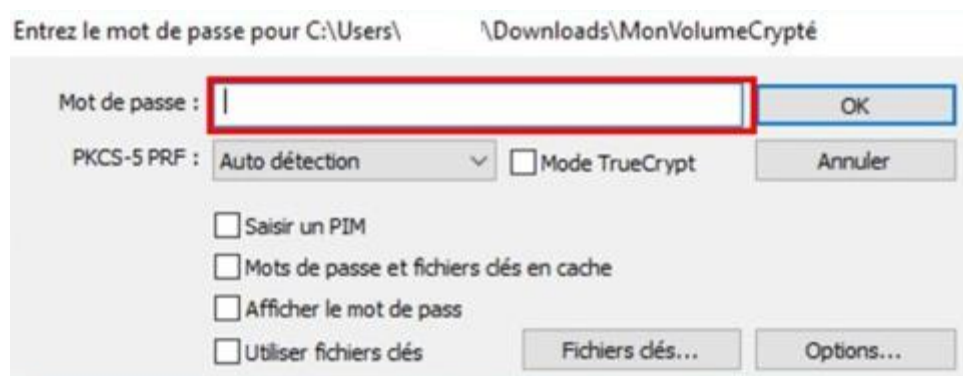 Entrez le mot de passe pour C:\Users\ \Downloads\MonVolumeCrypté
Mot de passe : OK
PKCS-5 PRF : Auto détection Mode TrueCrypt Annuler
Saisir un PIM
Mots de passe et fichiers clés en cache
Afficher le mot de pass
Utiliser fichiers clés Fichiers clés... Options...